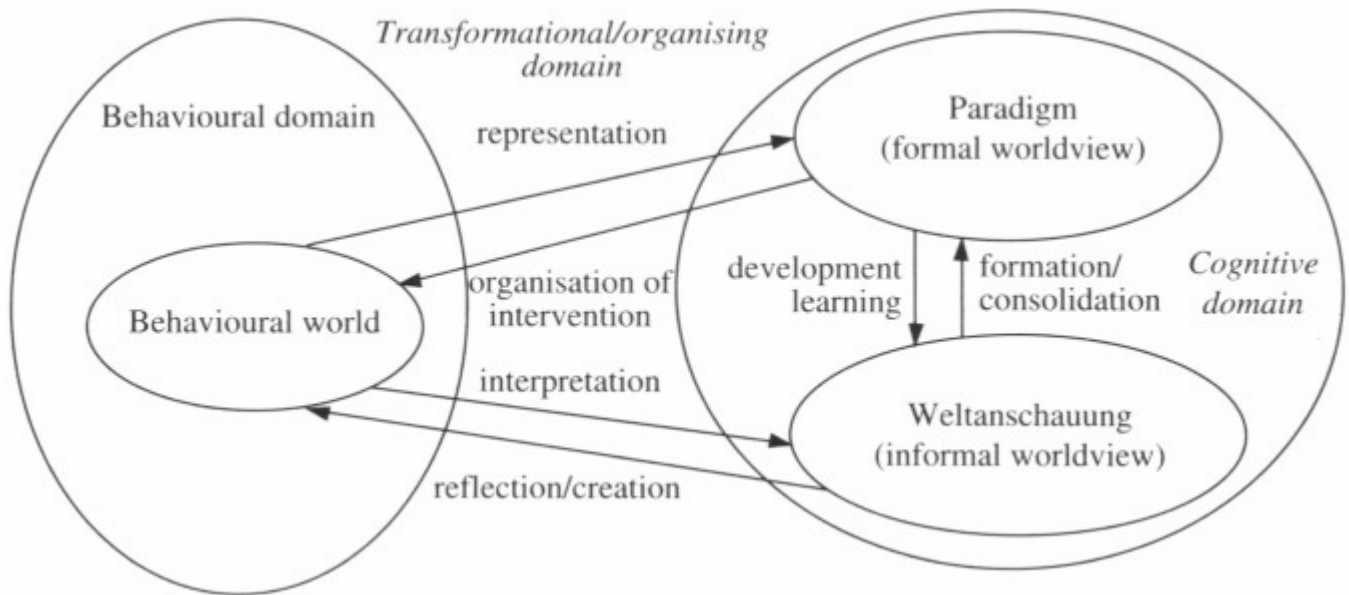 Transformational/organising
domain
Behavioural domain
representation
Paradigm
(formal worldview)
development
learning
formation/
consolidation
Cognitive
domain
organisation of
intervention
Behavioural world
interpretation
Weltanschauung
(informal worldview)
reflection/creation